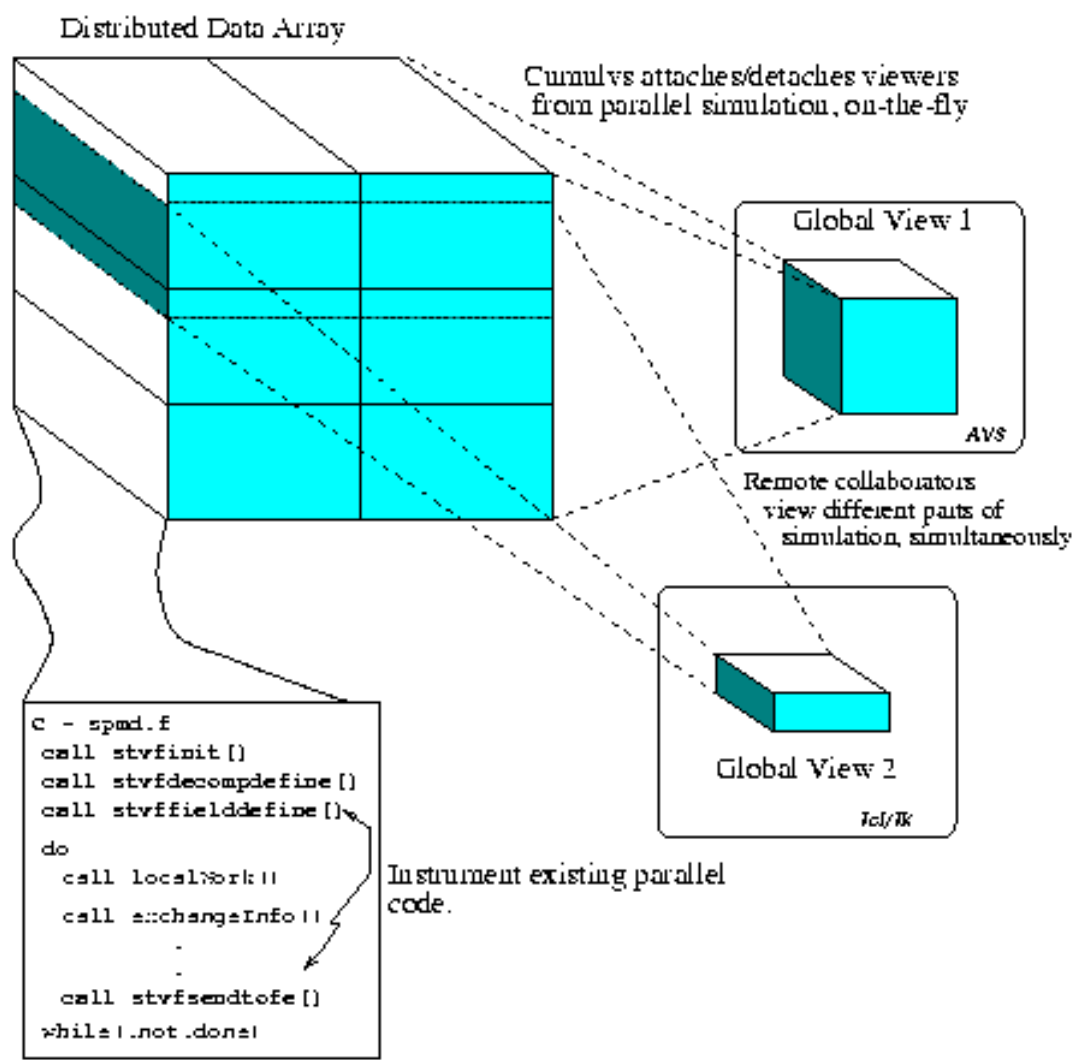 Distributed Data Array
Cumulvs attaches/detaches viewers
from parallel simulation, on-the-fly
Global View 1
AVS
Remote collaborators
view different parts of
simulation, simultaneously
Global View 2
Tcl/Tk
C - spmd.f
call stvfinit()
call stvfdecompdefine()
call stvffielddefine()
do
call localWork()
call exchangeInfo()
.
.
call stvfsendtofe()
while(.not.done)
Instrument existing parallel
code.